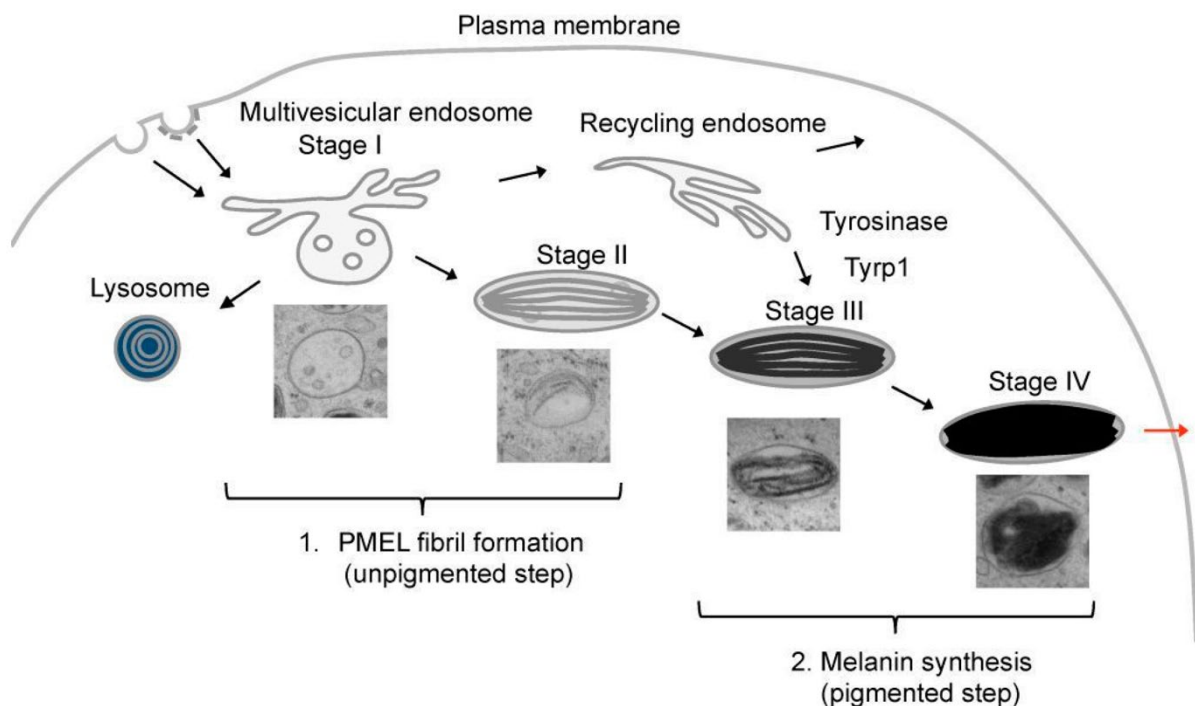 Plasma membrane
Multivesicular endosome
Stage I
Recycling endosome
Tyrosinase
Tyrp1
Stage II
Lysosome
Stage III
Stage IV
1. PMEL fibril formation
(unpigmented step)
2. Melanin synthesis
(pigmented step)